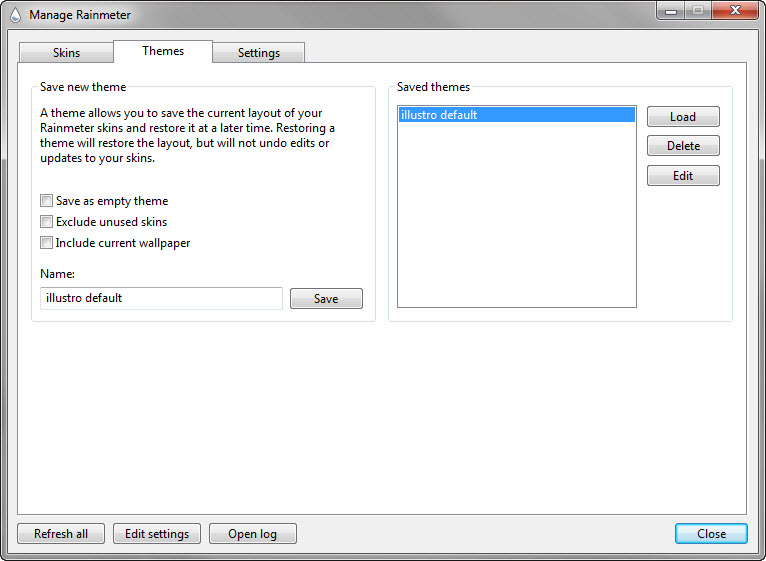 Manage Rainmeter
Skins
Themes
Settings
Save new theme
A theme allows you to save the current layout of your
Rainmeter skins and restore it at a later time. Restoring a
theme will restore the layout, but will not undo edits or
updates to your skins.
Save as empty theme
Exclude unused skins
Include current wallpaper
Name:
illustro default
Save
Saved themes
illustro default
Load
Delete
Edit
Refresh all
Edit settings
Open log
Close